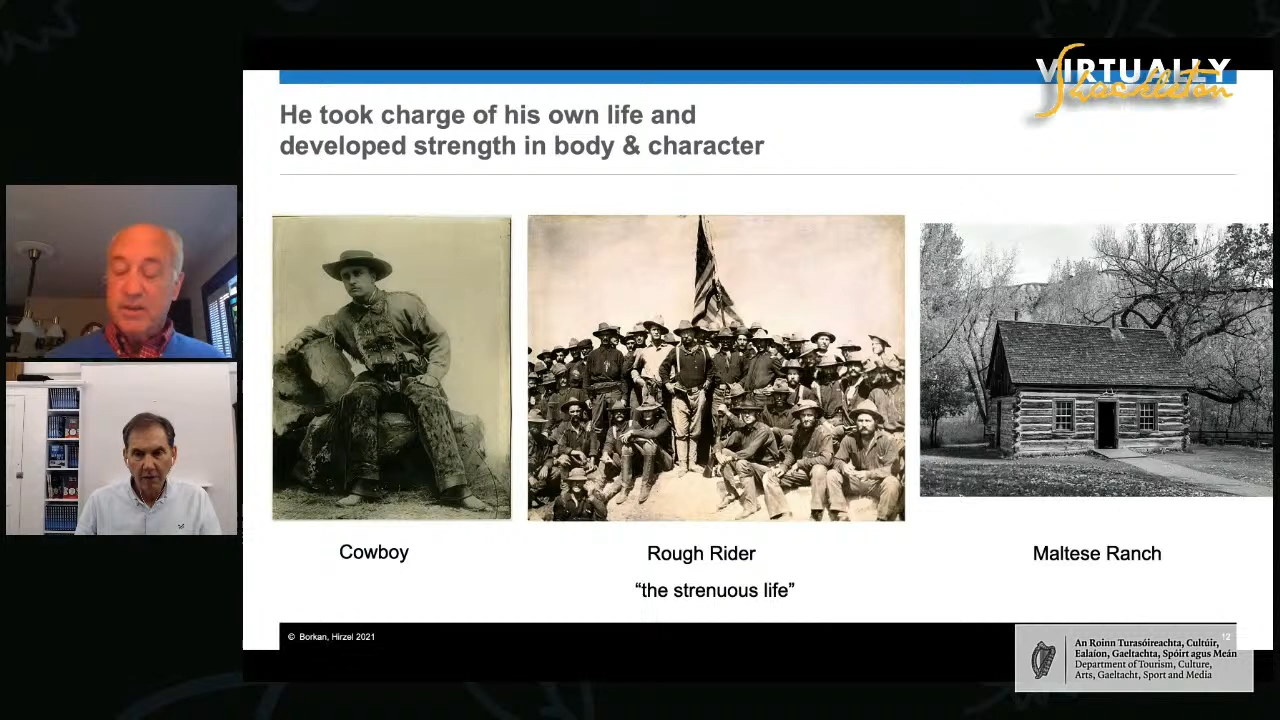 VIRTUALLY
Shackleton
He took charge of his own life and
developed strength in body & character
Cowboy
Rough Rider
Maltese Ranch
“the strenuous life”
© Borkan, Hirzel 2021
12
An Roinn Turasóireachta, Cultúir,
Ealaíon, Gaeltachta, Spóirt agus Meán
Department of Tourism, Culture,
Arts, Gaeltacht, Sport and Media